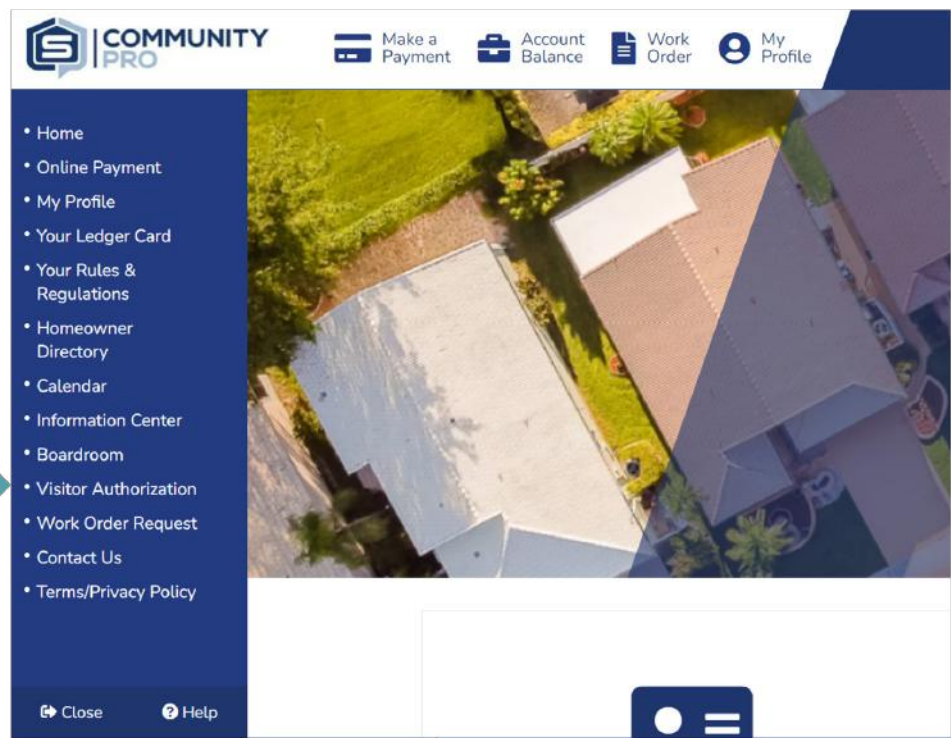 COMMUNITY
PRO
Make a
Payment
Account
Balance
Work
Order
My
Profile
• Home
• Online Payment
• My Profile
• Your Ledger Card
• Your Rules &
Regulations
• Homeowner
Directory
• Calendar
• Information Center
• Boardroom
• Visitor Authorization
• Work Order Request
• Contact Us
• Terms/Privacy Policy
Close
Help